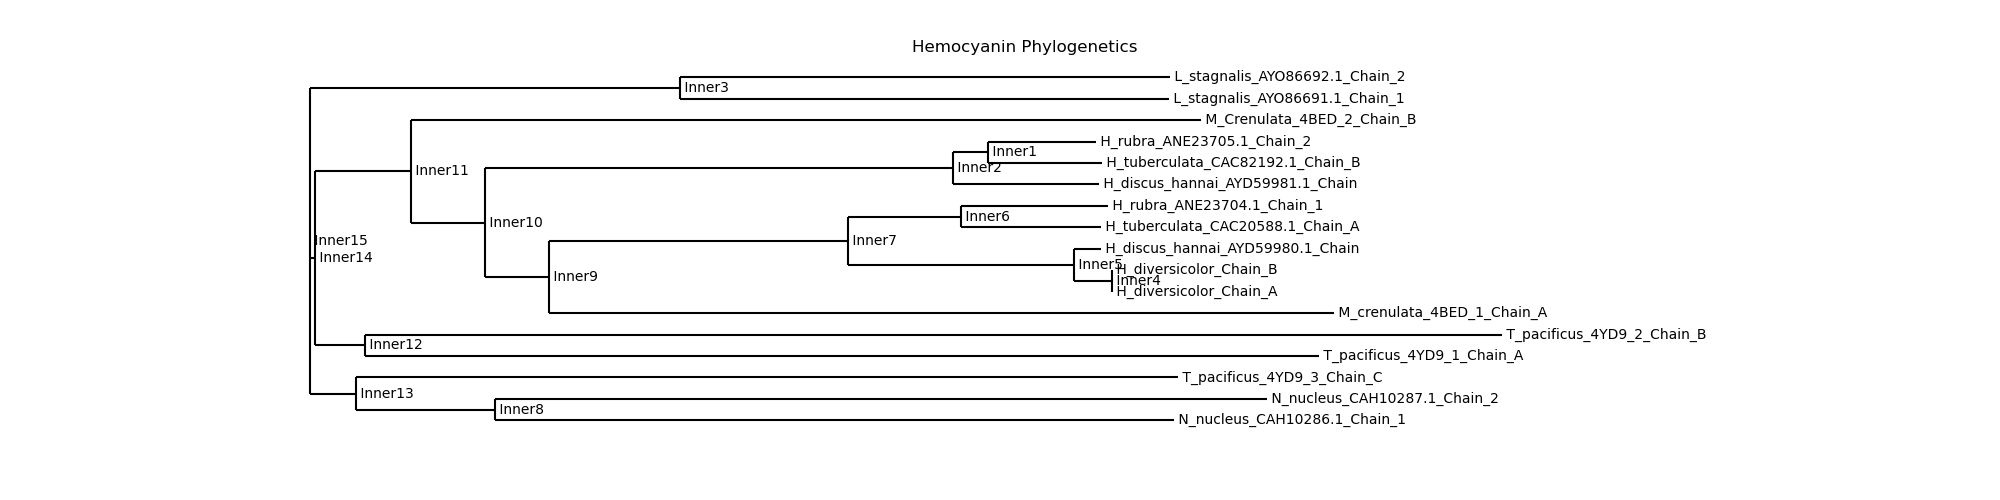 Hemocyanin Phylogenetics
L_stagnalis_AYO86692.1_Chain_2
Inner3
L_stagnalis_AYO86691.1_Chain_1
M_Crenulata_4BED_2_Chain_B
H_rubra_ANE23705.1_Chain_2
Inner1
H_tuberculata_CAC82192.1_Chain_B
Inner2
Inner11
H_discus_hannai_AYD59981.1_Chain
H_rubra_ANE23704.1_Chain_1
Inner6
Inner10
H_tuberculata_CAC20588.1_Chain_A
Inner15
Inner7
H_discus_hannai_AYD59980.1_Chain
Inner14
Inner5
H_diversicolor_Chain_B
Inner9
Inner4
H_diversicolor_Chain_A
M_crenulata_4BED_1_Chain_A
T_pacificus_4YD9_2_Chain_B
Inner12
T_pacificus_4YD9_1_Chain_A
T_pacificus_4YD9_3_Chain_C
Inner13
N_nucleus_CAH10287.1_Chain_2
Inner8
N_nucleus_CAH10286.1_Chain_1